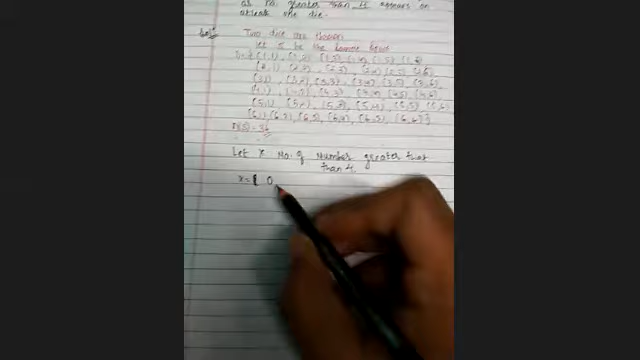 as no. greater than 4 appears on
atleast one die.
Solⁿ Two dice are thrown
let S be the sample space
S = { (1,1), (1,2) (1,3), (1,4) (1,5) (1,6)
(2,1) (2,2), (2,3), (2,4) (2,5) (2,6)
(3,1) (3,2), (3,3) (3,4) (3,5) (3,6)
(4,1), (4,2) (4,3) (4,4) (4,5) (4,6)
(5,1) (5,2), (5,3) (5,4) (5,5) (5,6)
(6,1) (6,2), (6,3) (6,4) (6,5) (6,6) }
n(S) = 36
Let X No. of Number greater that
than 4.
X = 0